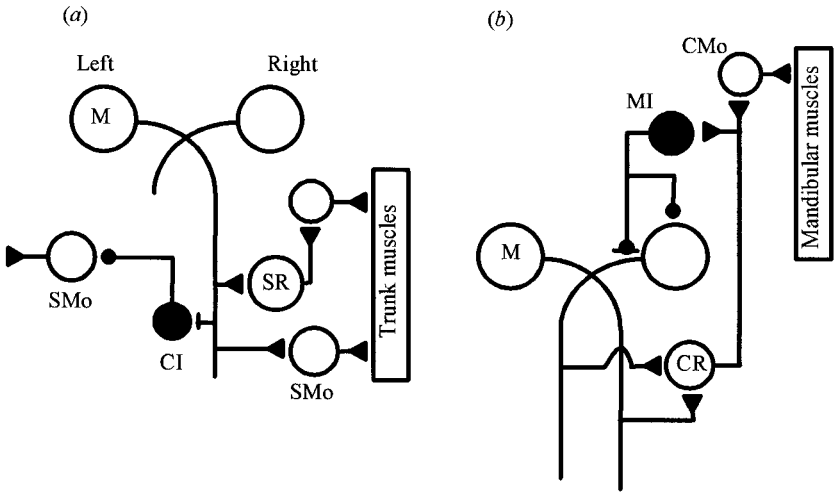 (a)
Left
Right
M
SMo
CI
SR
SMo
Trunk muscles
(b)
CMo
MI
M
CR
Mandibular muscles